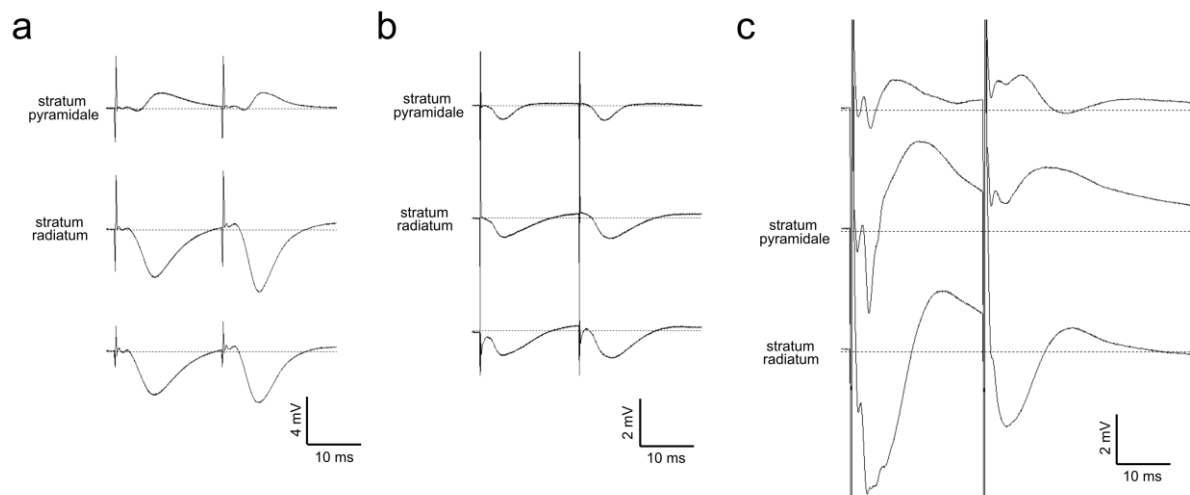 a
b
c
stratum
pyramidale
stratum
radiatum
4 mV
10 ms
stratum
pyramidale
stratum
radiatum
2 mV
10 ms
stratum
pyramidale
stratum
radiatum
2 mV
10 ms